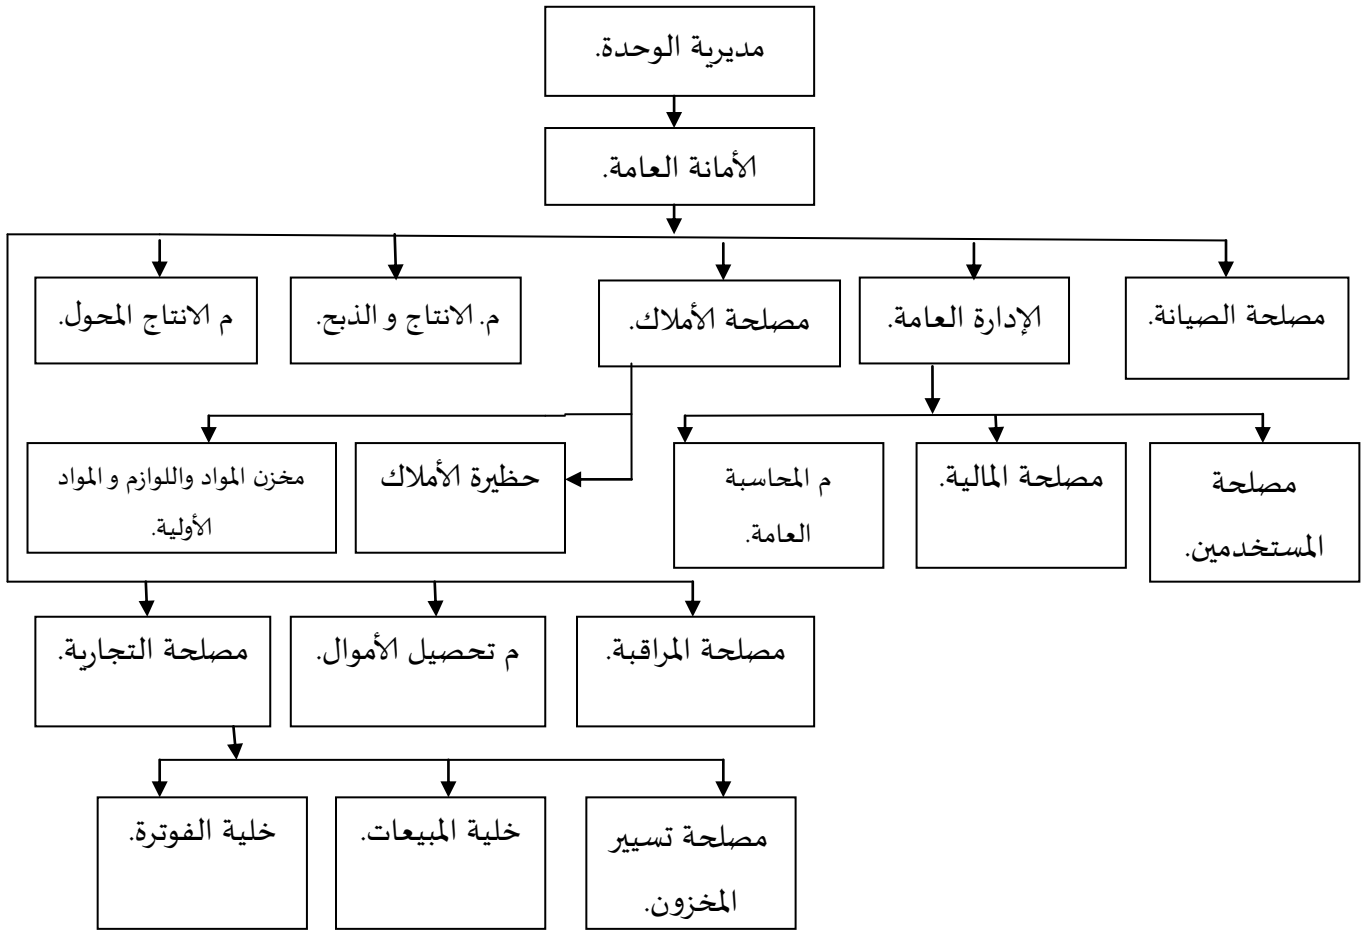 مديرية الوحدة.
الأمانة العامة.
مصلحة الصيانة.
الإدارة العامة.
مصلحة الأملاك.
م. الانتاج و الذبح.
م الانتاج المحول.
مصلحة
المستخدمين.
مصلحة المالية.
م المحاسبة
العامة.
حظيرة الأملاك
مخزن المواد واللوازم و المواد
الأولية.
مصلحة المراقبة.
م تحصيل الأموال.
مصلحة التجارية.
مصلحة تسيير
المخزون.
خلية المبيعات.
خلية الفوترة.